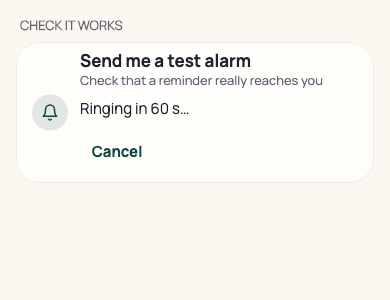 CHECK IT WORKS
Send me a test alarm
Check that a reminder really reaches you
Ringing in 60 s...
Cancel